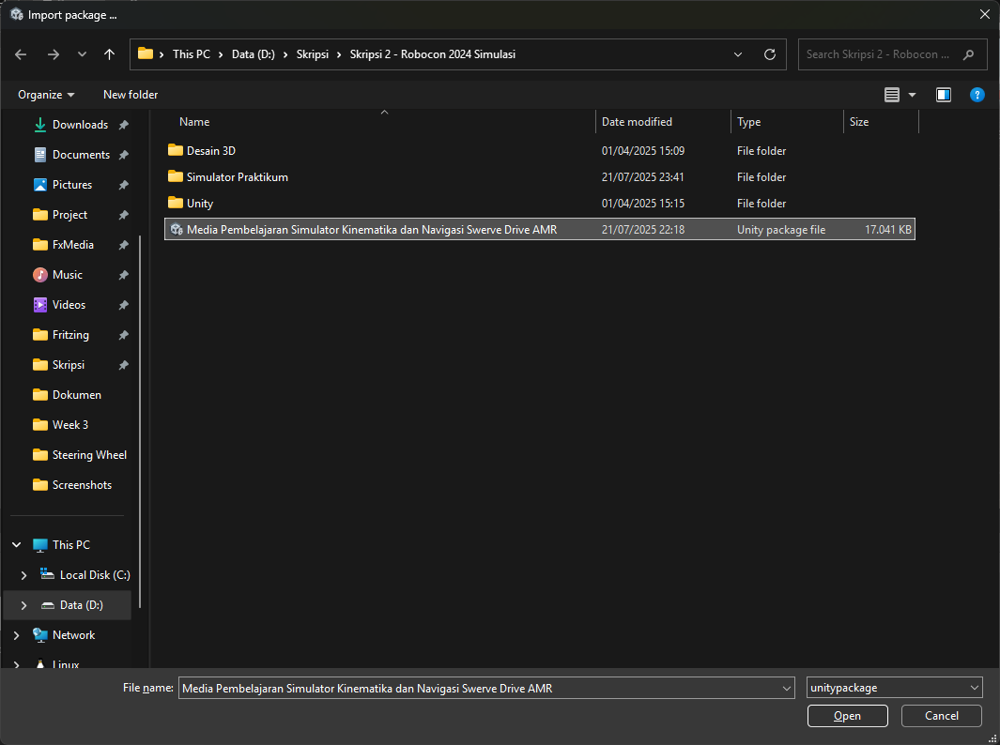 Import package ...
This PC > Data (D:) > Skripsi > Skripsi 2 - Robocon 2024 Simulasi
Search Skripsi 2 - Robocon ...
Organize New folder
Name Date modified Type Size
Desain 3D 01/04/2025 15:09 File folder
Simulator Praktikum 21/07/2025 23:41 File folder
Unity 01/04/2025 15:15 File folder
Media Pembelajaran Simulator Kinematika dan Navigasi Swerve Drive AMR 21/07/2025 22:18 Unity package file 17.041 KB
Downloads
Documents
Pictures
Project
FxMedia
Music
Videos
Fritzing
Skripsi
Dokumen
Week 3
Steering Wheel
Screenshots
This PC
Local Disk (C:)
Data (D:)
Network
Linux
File name: Media Pembelajaran Simulator Kinematika dan Navigasi Swerve Drive AMR unitypackage
Open Cancel